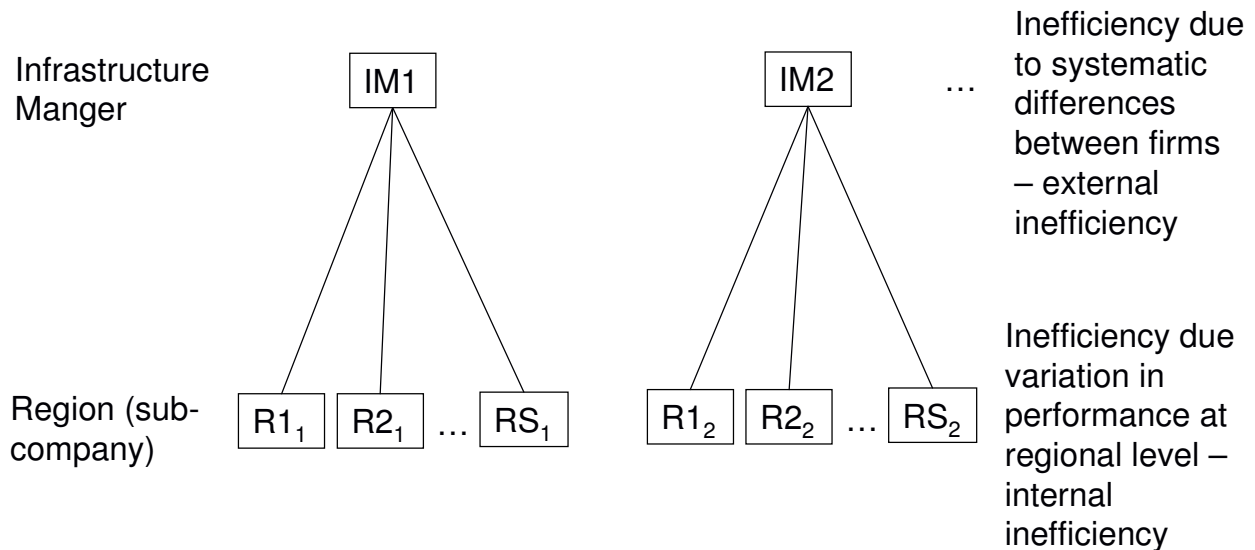 Infrastructure
Manger
IM1
IM2
…
Inefficiency due
to systematic
differences
between firms
– external
inefficiency
Region (sub-
company)
R1₁
R2₁
…
RS₁
R1₂
R2₂
…
RS₂
Inefficiency due
variation in
performance at
regional level –
internal
inefficiency